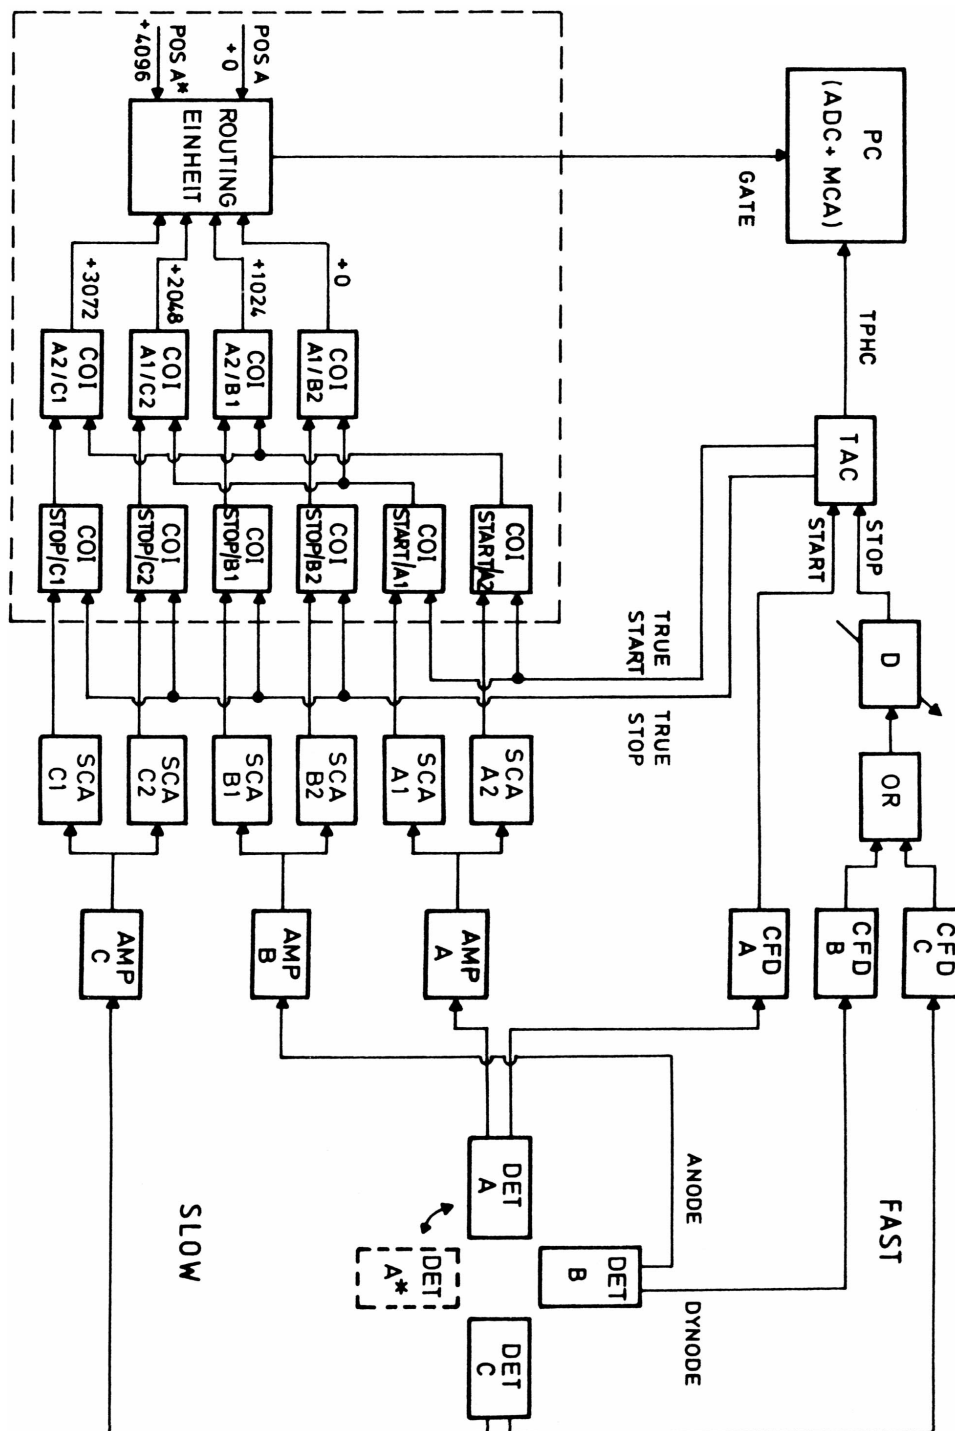 PC
(ADC+ MCA)
TPHC
TAC
STOP
START
D
OR
CFD
A
CFD
B
CFD
C
GATE
TRUE
START
TRUE
STOP
POS A
+0
POS A*
+4096
ROUTING
EINHEIT
+0
+1024
+2048
+3072
COI
A1/B2
COI
A2/B1
COI
A1/C2
COI
A2/C1
COI
START/A2
COI
START/A1
COI
STOP/B2
COI
STOP/B1
COI
STOP/C2
COI
STOP/C1
SCA
A2
SCA
A1
SCA
B2
SCA
B1
SCA
C2
SCA
C1
AMP
A
AMP
B
AMP
C
FAST
SLOW
ANODE
DYNODE
DET
A
DET
A*
DET
B
DET
C